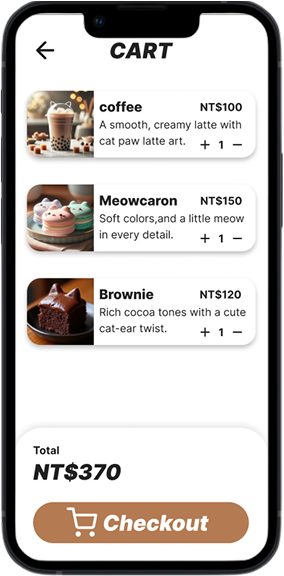 CART
coffee NT$100
A smooth, creamy latte with
cat paw latte art. + 1 −
Meowcaron NT$150
Soft colors,and a little meow
in every detail. + 1 −
Brownie NT$120
Rich cocoa tones with a cute
cat-ear twist. + 1 −
Total
NT$370
Checkout